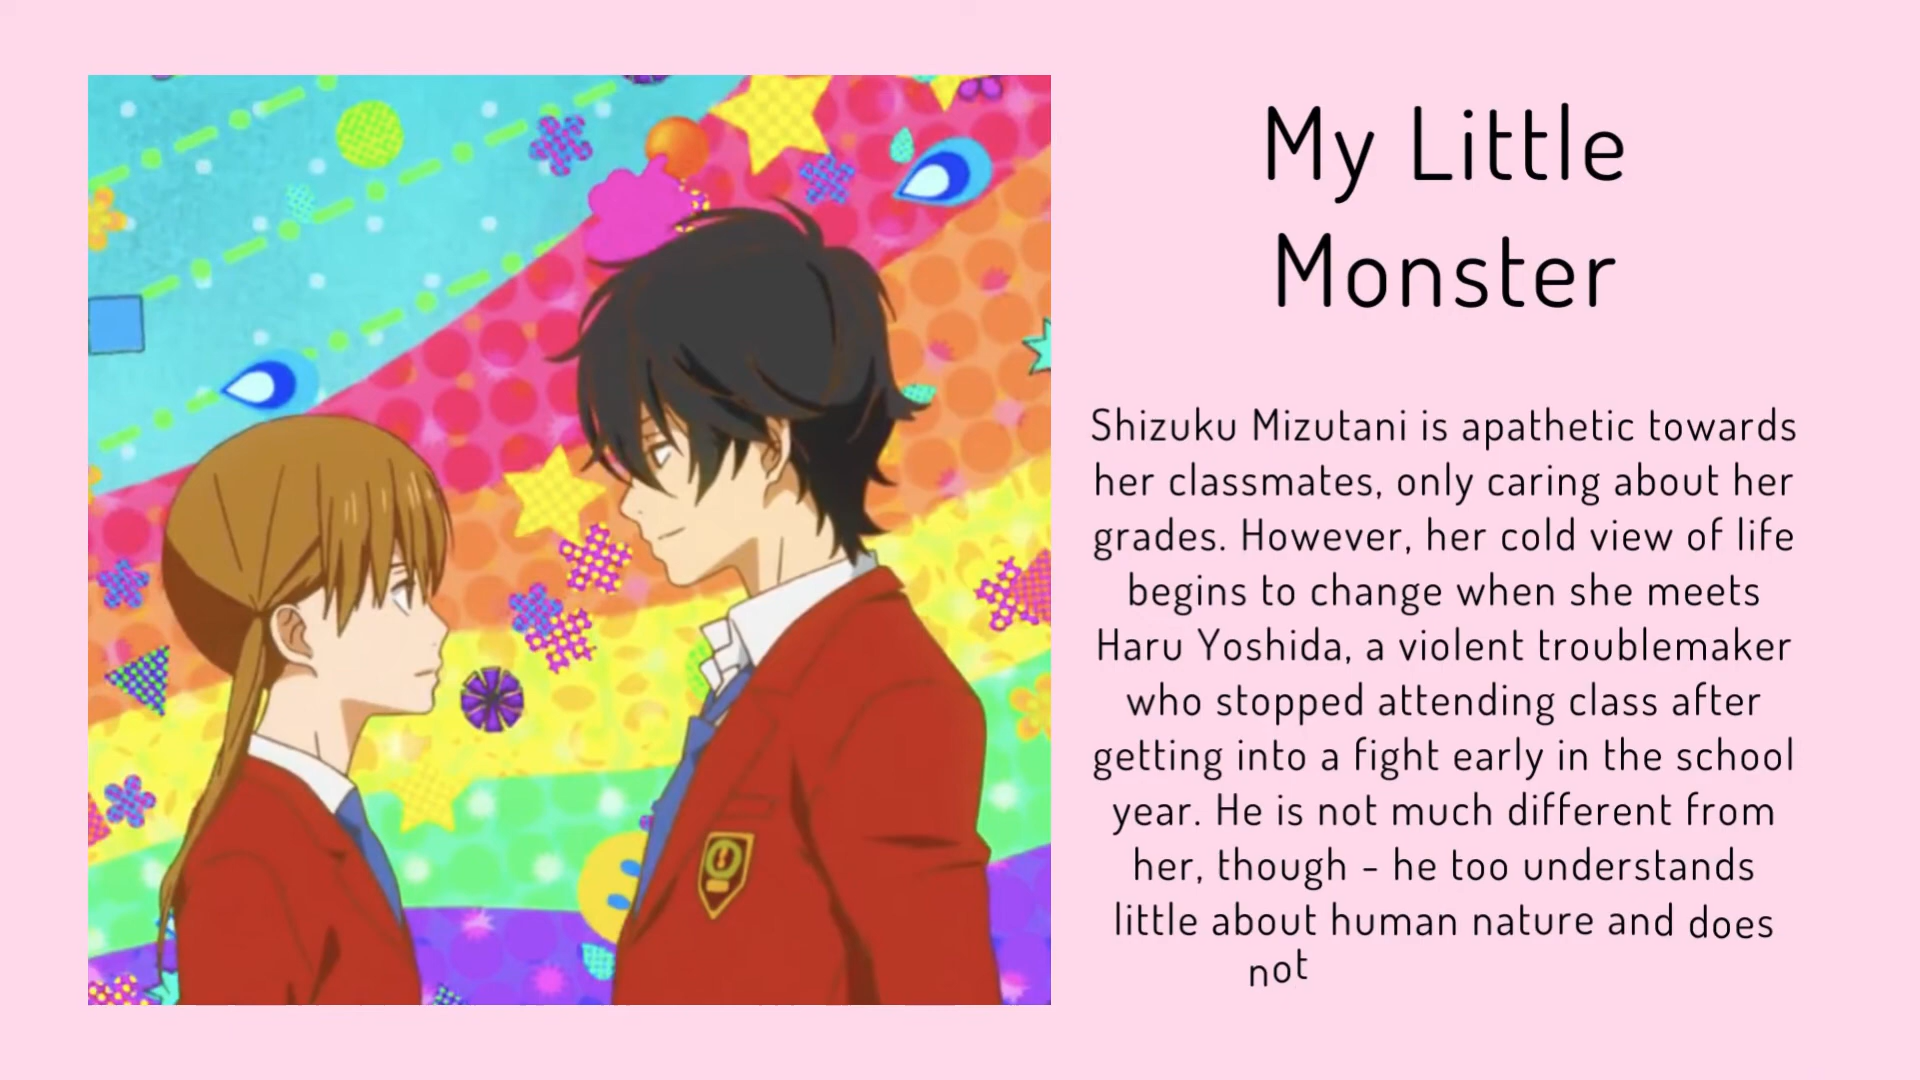 My Little
Monster
Shizuku Mizutani is apathetic towards
her classmates, only caring about her
grades. However, her cold view of life
begins to change when she meets
Haru Yoshida, a violent troublemaker
who stopped attending class after
getting into a fight early in the school
year. He is not much different from
her, though - he too understands
little about human nature and does
not